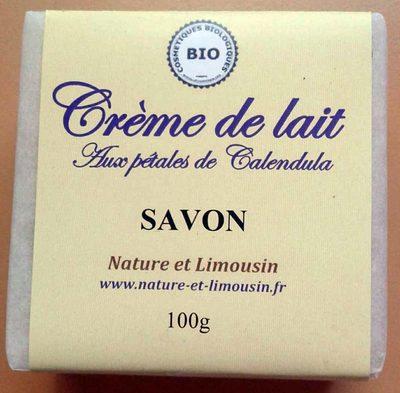 COSMETIQUES BIOLOGIQUES
BIO
Crème de lait
Aux pétales de Calendula
SAVON
Nature et Limousin
www.nature-et-limousin.fr
100g